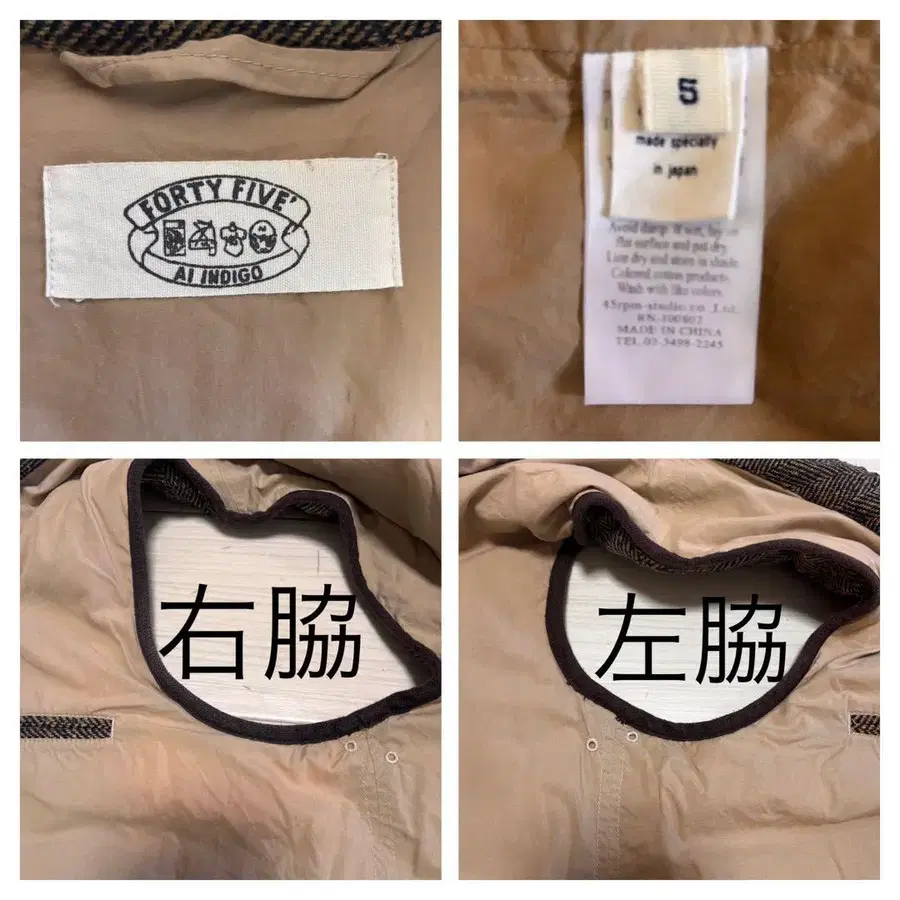 FORTY FIVE'
AI INDIGO
5
made specially
in japan
Avoid damp. If wet, lay on
flat surface and pat dry.
Line dry and store in shade.
Colored cotton products.
Wash with like colors.
45rpm-studio.co.,Ltd.
RN-100802
MADE IN CHINA
TEL 03-3498-2245
右脇
左脇